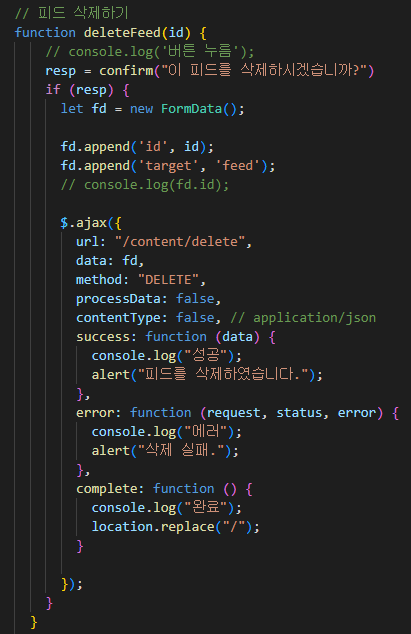 // 피드 삭제하기
function deleteFeed(id) {
// console.log('버튼 누름');
resp = confirm("이 피드를 삭제하시겠습니까?")
if (resp) {
let fd = new FormData();
fd.append('id', id);
fd.append('target', 'feed');
// console.log(fd.id);
$.ajax({
url: "/content/delete",
data: fd,
method: "DELETE",
processData: false,
contentType: false, // application/json
success: function (data) {
console.log("성공");
alert("피드를 삭제하였습니다.");
},
error: function (request, status, error) {
console.log("에러");
alert("삭제 실패.");
},
complete: function () {
console.log("완료");
location.replace("/");
}
});
}
}